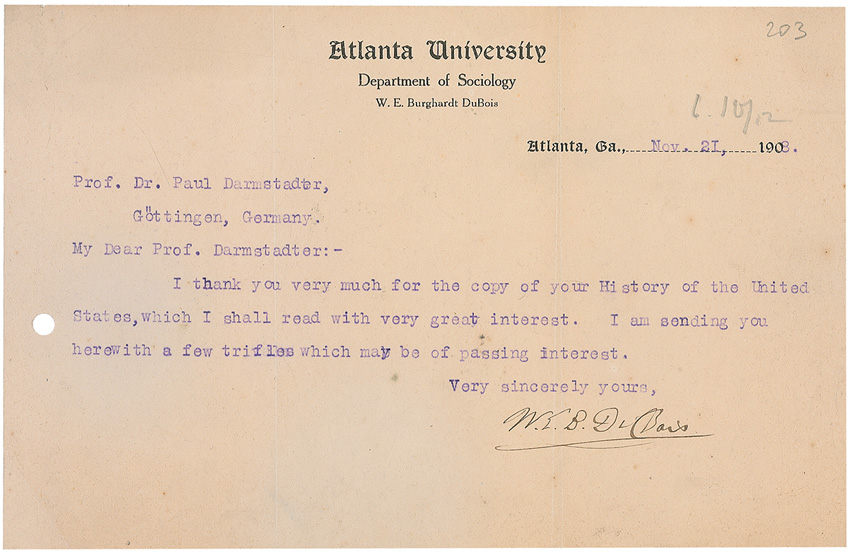 203
Atlanta University
Department of Sociology
W. E. Burghardt DuBois
Atlanta, Ga., Nov. 21, 1908.
Prof. Dr. Paul Darmstadter,
Göttingen, Germany.
My Dear Prof. Darmstadter:-
I thank you very much for the copy of your History of the United
States, which I shall read with very great interest. I am sending you
herewith a few trifles which may be of passing interest.
Very sincerely yours,
W.E.B. Du Bois